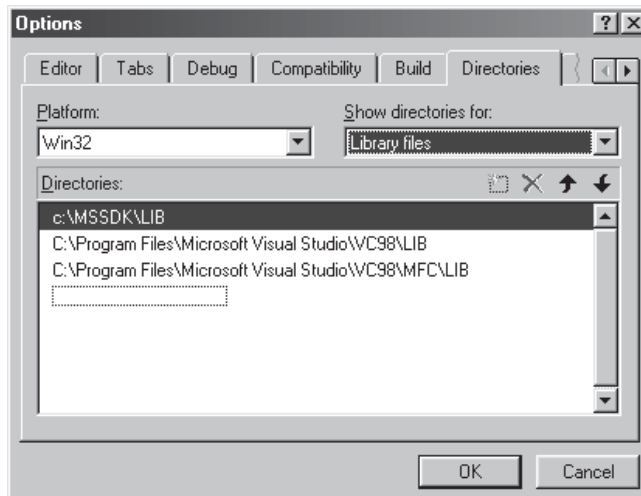 Options
Editor Tabs Debug Compatibility Build Directories
Platform: Show directories for:
Win32 Library files
Directories:
c:\MSSDK\LIB
C:\Program Files\Microsoft Visual Studio\VC98\LIB
C:\Program Files\Microsoft Visual Studio\VC98\MFC\LIB
OK Cancel